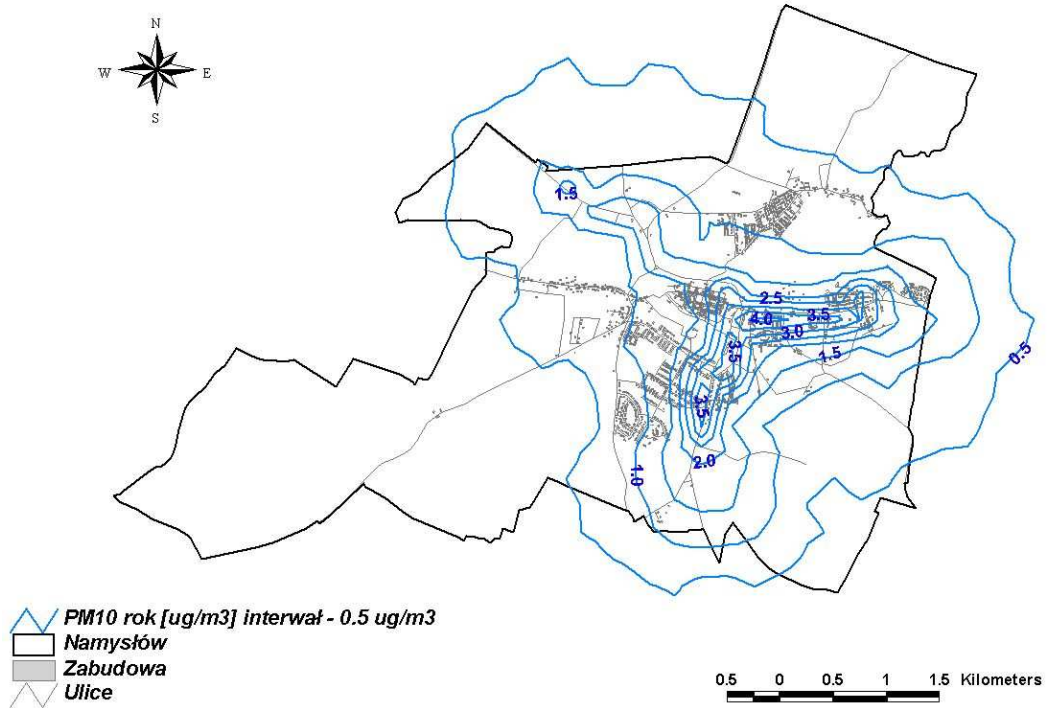 N
W E
S
1.5
2.5
4.0 3.5
3.0
3.5
1.5
0.5
3.5
2.0
1.0
PM10 rok [ug/m3] interwał - 0.5 ug/m3
Namysłów
Zabudowa
Ulice
0.5 0 0.5 1 1.5 Kilometers